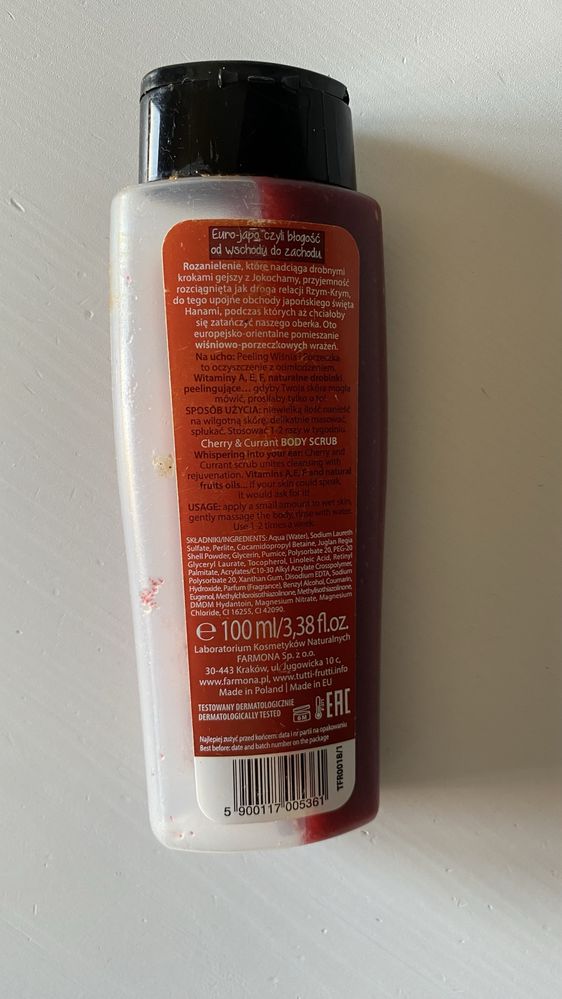 Euro-japa czyli błogość
od wschodu do zachodu
Rozanielenie, które nadciąga drobnymi
krokami gejszy z Jokochamy, przyjemność
rozciągnięta jak droga relacji Rzym-Krym,
do tego upojne obchody japońskiego święta
Hanami, podczas których aż chciałoby
się zatańczyć naszego oberka. Oto
europejsko-orientalne pomieszanie
wiśniowo-porzeczkowych wrażeń.
Na ucho: Peeling Wiśnia i Porzeczka
to oczyszczenie z odmłodzeniem.
Witaminy A, E, F, naturalne drobinki
peelingujące... gdyby Twoja skóra mogła
mówić, prosiłaby tylko o to!
SPOSÓB UŻYCIA: niewielką ilość nanieść
na wilgotną skórę, delikatnie masować,
spłukać. Stosować 1-2 razy w tygodniu.
Cherry & Currant BODY SCRUB
Whispering into your ear: Cherry and
Currant scrub unites cleansing with
rejuvenation. Vitamins A,E,F and natural
fruits oils... if your skin could speak,
it would ask for it!
USAGE: apply a small amount to wet skin,
gently massage the body, rinse with water.
Use 1-2 times a week.
SKŁADNIKI/INGREDIENTS: Aqua (Water), Sodium Laureth
Sulfate, Perlite, Cocamidopropyl Betaine, Juglan Regia
Shell Powder, Glycerin, Pumice, Polysorbate 20, PEG-20
Glyceryl Laurate, Tocopherol, Linoleic Acid, Retinyl
Palmitate, Acrylates/C10-30 Alkyl Acrylate Crosspolymer,
Polysorbate 20, Xanthan Gum, Disodium EDTA, Sodium
Hydroxide, Parfum (Fragrance), Benzyl Alcohol, Coumarin,
Eugenol, Methylchloroisothiazolinone, Methylisothiazolinone,
DMDM Hydantoin, Magnesium Nitrate, Magnesium
Chloride, CI 16255, CI 42090.
e 100 ml/3,38 fl.oz.
Laboratorium Kosmetyków Naturalnych
FARMONA Sp. z o.o.
30-443 Kraków, ul. Jugowicka 10 c,
www.farmona.pl, www.tutti-frutti.info
Made in Poland | Made in EU
TESTOWANY DERMATOLOGICZNIE
DERMATOLOGICALLY TESTED
6M EAC
Najlepiej zużyć przed końcem: data i nr partii na opakowaniu
Best before: date and batch number on the package
TFR0018/1
5 900117 005361